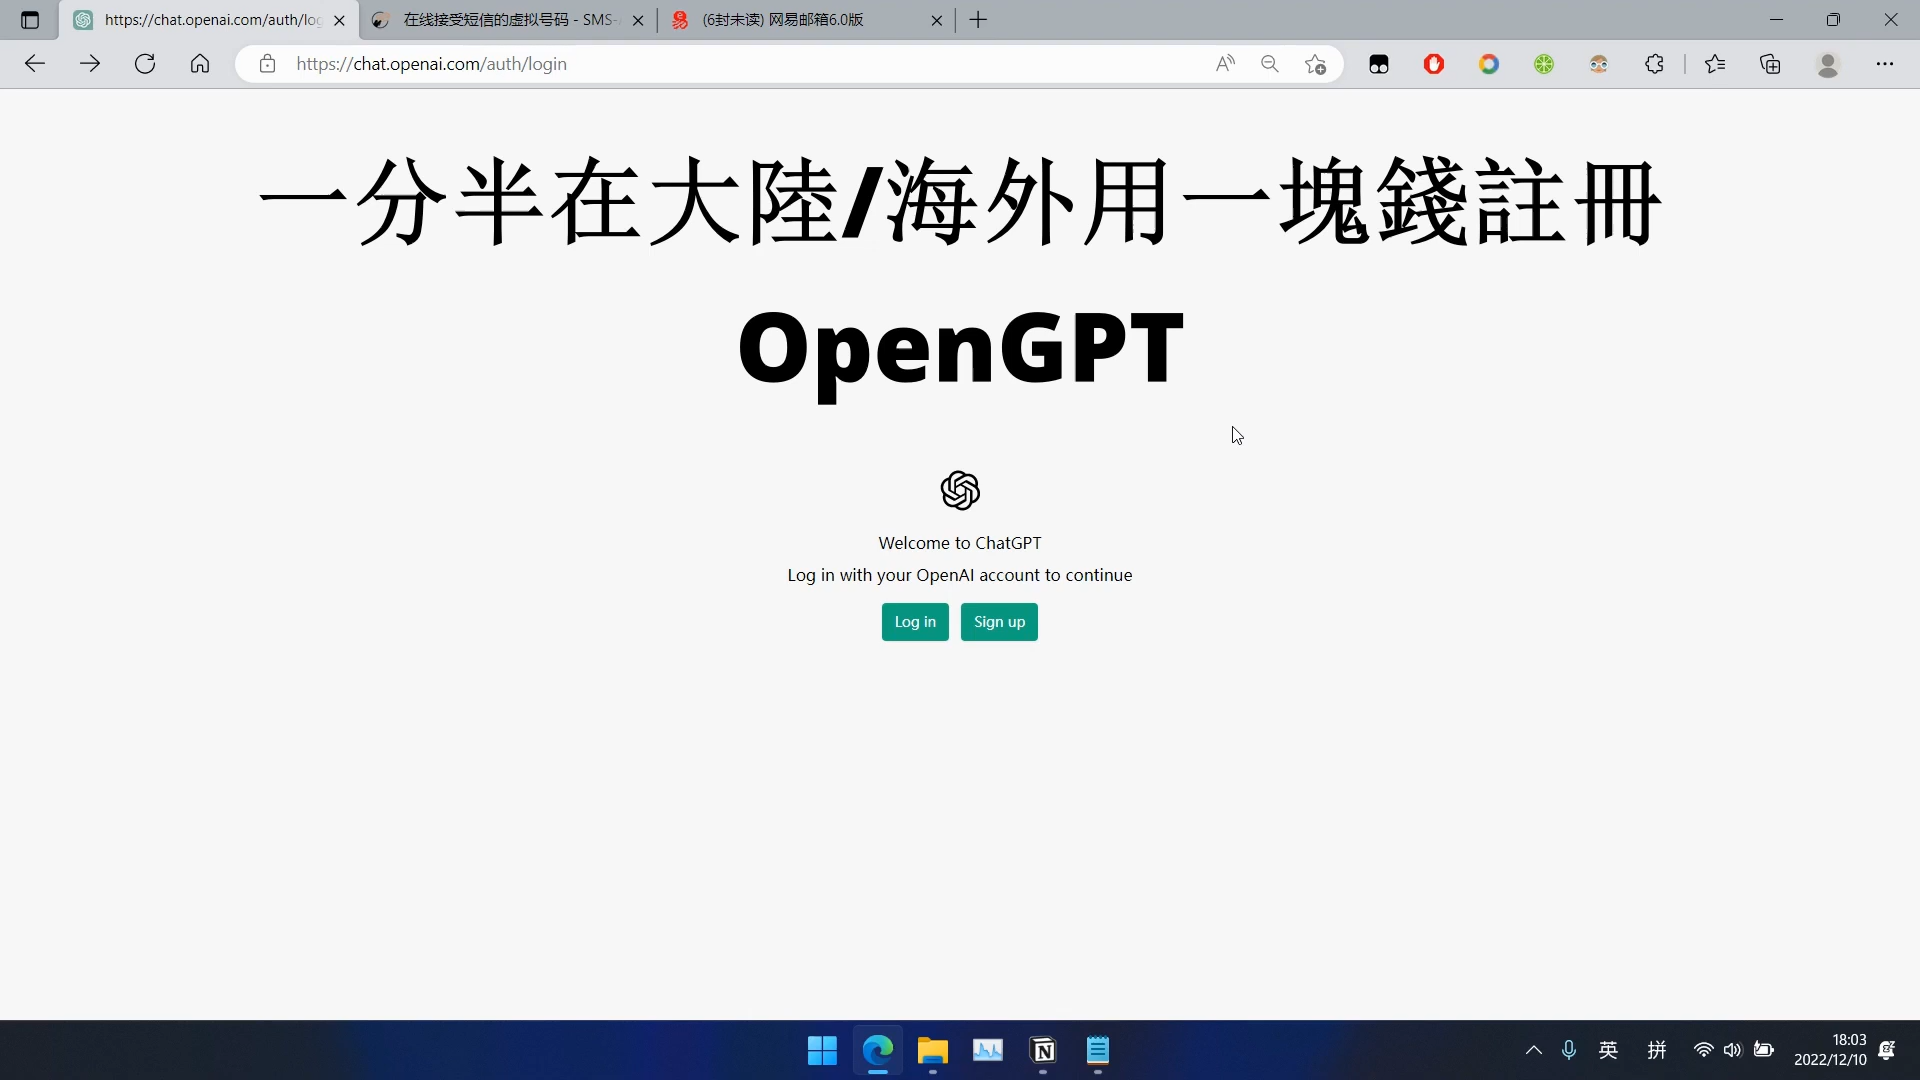 https://chat.openai.com/auth/log
在线接受短信的虚拟号码 - SMS-
(6封未读) 网易邮箱6.0版
https://chat.openai.com/auth/login
一分半在大陸/海外用一塊錢註冊
OpenGPT
Welcome to ChatGPT
Log in with your OpenAI account to continue
Log in
Sign up
英
拼
18:03
2022/12/10